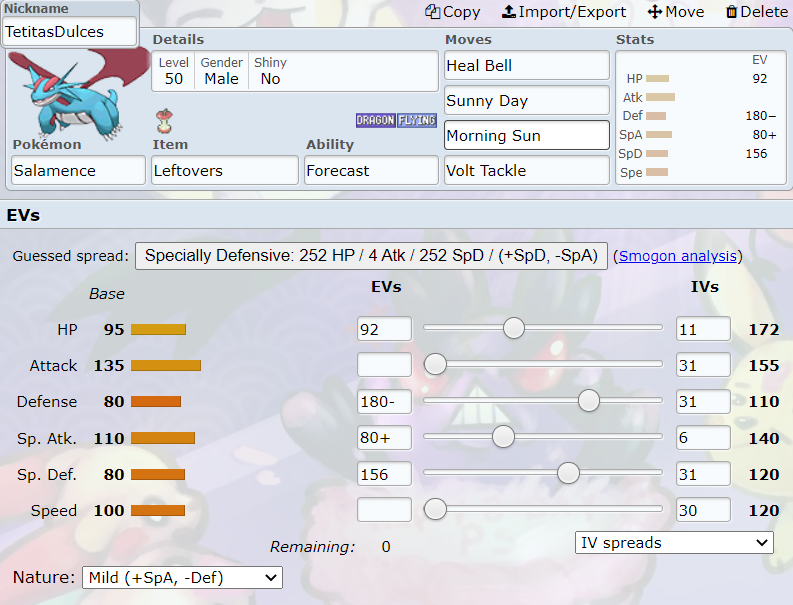 Nickname
TetitasDulces
Copy Import/Export Move Delete
Details
Level Gender Shiny
50 Male No
DRAGON FLYING
Pokémon Item Ability
Salamence Leftovers Forecast
Moves
Heal Bell
Sunny Day
Morning Sun
Volt Tackle
Stats
EV
HP 92
Atk
Def 180−
SpA 80+
SpD 156
Spe
EVs
Guessed spread: Specially Defensive: 252 HP / 4 Atk / 252 SpD / (+SpD, -SpA) (Smogon analysis)
Base EVs IVs
HP 95 92 11 172
Attack 135 31 155
Defense 80 180- 31 110
Sp. Atk. 110 80+ 6 140
Sp. Def. 80 156 31 120
Speed 100 30 120
Remaining: 0 IV spreads
Nature: Mild (+SpA, -Def)